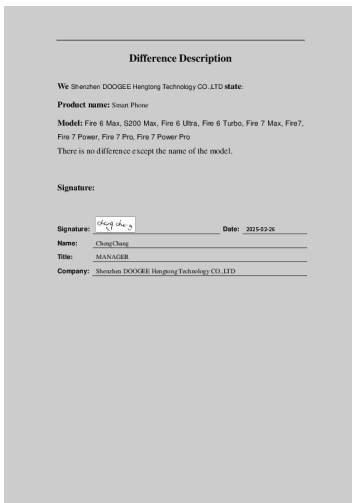 Difference Description
We Shenzhen DOOGEE Hengtong Technology CO.,LTD state:
Product name: Smart Phone
Model: Fire 6 Max, S200 Max, Fire 6 Ultra, Fire 6 Turbo, Fire 7 Max, Fire7,
Fire 7 Power, Fire 7 Pro, Fire 7 Power Pro
There is no difference except the name of the model.
Signature:
Signature: cheng chang Date: 2025-02-26
Name: ChengChang
Title: MANAGER
Company: Shenzhen DOOGEE Hengtong Technology CO.,LTD